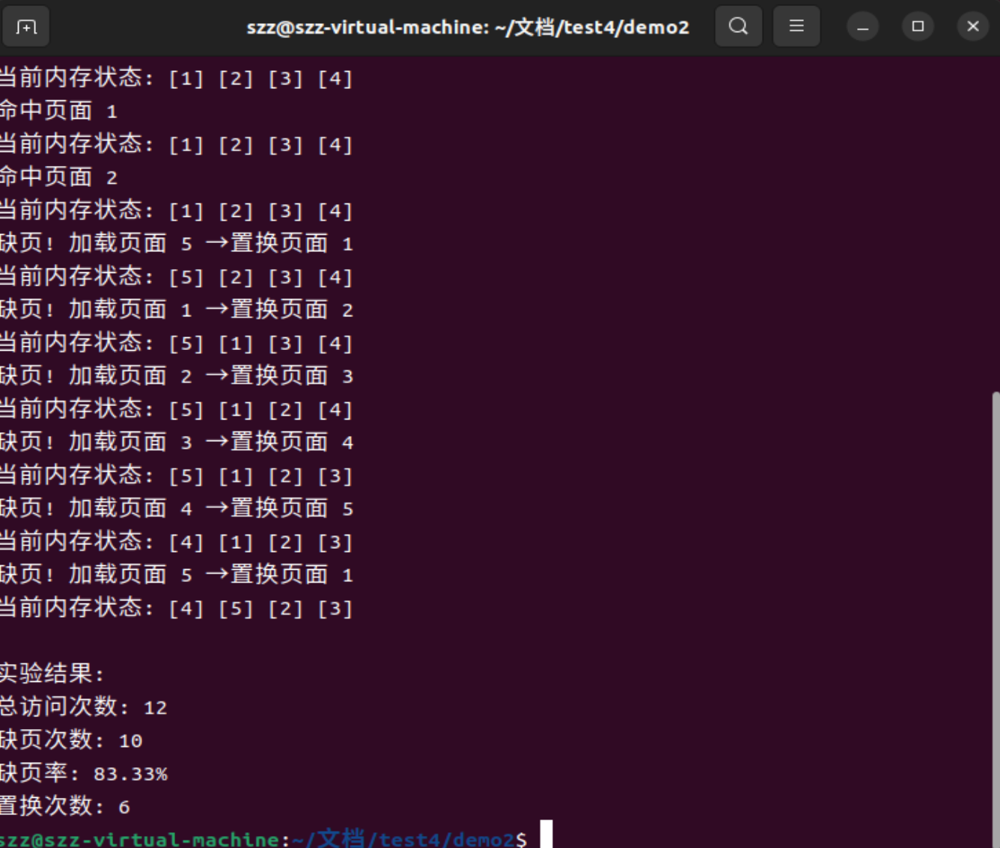 szz@szz-virtual-machine: ~/文档/test4/demo2
当前内存状态: [1] [2] [3] [4]
命中页面 1
当前内存状态: [1] [2] [3] [4]
命中页面 2
当前内存状态: [1] [2] [3] [4]
缺页! 加载页面 5 →置换页面 1
当前内存状态: [5] [2] [3] [4]
缺页! 加载页面 1 →置换页面 2
当前内存状态: [5] [1] [3] [4]
缺页! 加载页面 2 →置换页面 3
当前内存状态: [5] [1] [2] [4]
缺页! 加载页面 3 →置换页面 4
当前内存状态: [5] [1] [2] [3]
缺页! 加载页面 4 →置换页面 5
当前内存状态: [4] [1] [2] [3]
缺页! 加载页面 5 →置换页面 1
当前内存状态: [4] [5] [2] [3]
实验结果:
总访问次数: 12
缺页次数: 10
缺页率: 83.33%
置换次数: 6
szz@szz-virtual-machine:~/文档/test4/demo2$